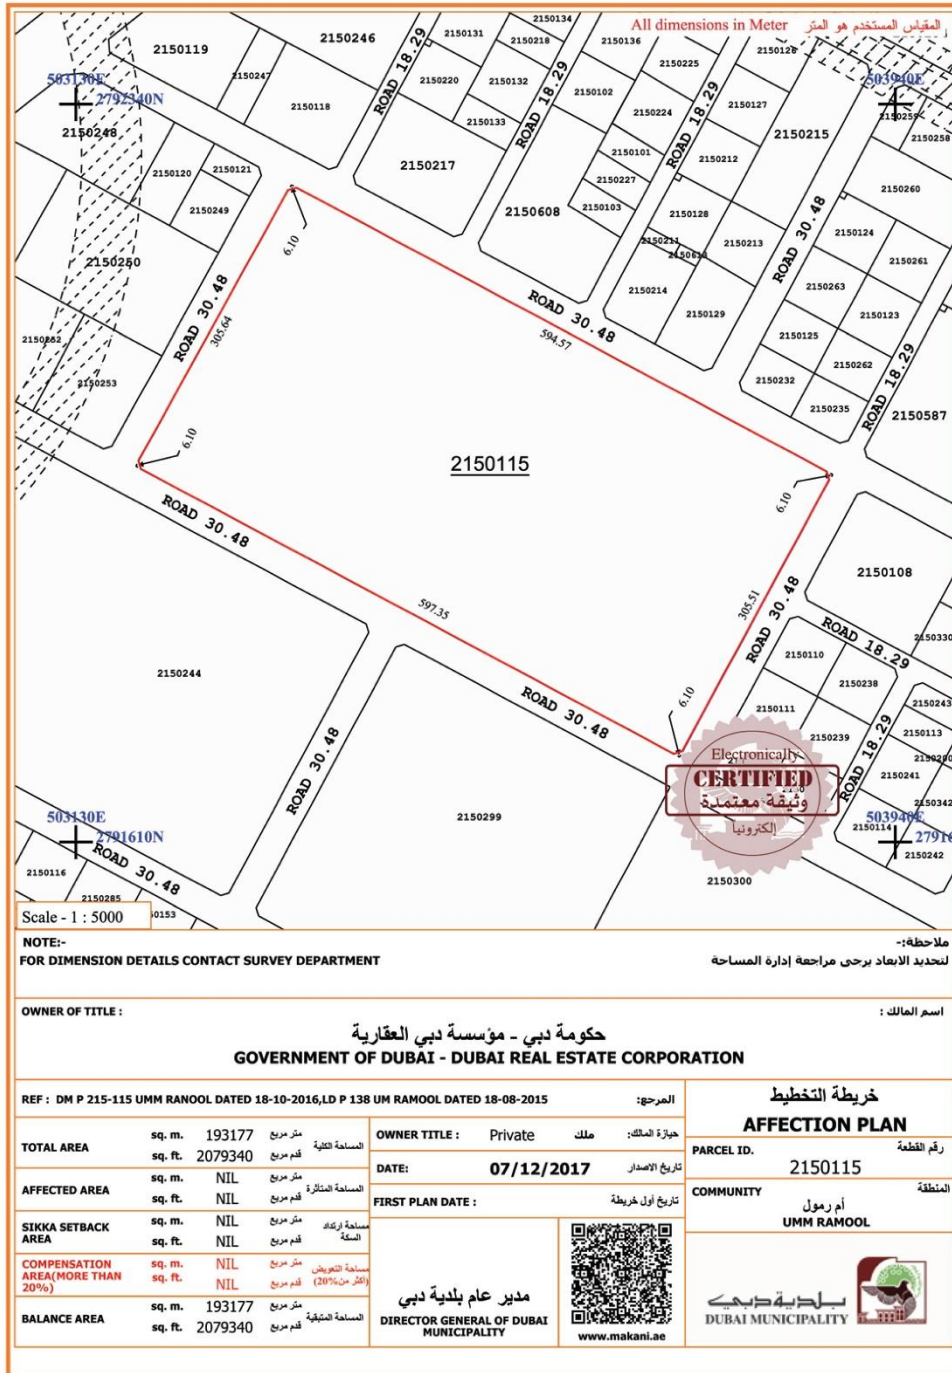 All dimensions in Meter المقياس المستخدم هو المتر
2150134
2150246
2150131
2150119
2150218
2150136
ROAD 18.29
2150126
2150225
503130E
2150247
2150220
2150132
ROAD 18.29
503940E
2792340N
2150118
2150102
2150127
2150259
2150133
2150224
ROAD 18.29
2150248
2150215
2150258
2150101
2150212
2150217
2150120
2150121
2150227
2150260
2150249
2150608
2150103
2150128
ROAD 30.48
2150124
6.10
2150211
2150213
2150250
2150261
2150214
2150263
ROAD 30.48
ROAD 30.48
2150129
2150123
305.64
594.57
2150125
2150252
2150262
ROAD 18.29
2150253
2150232
2150235
2150587
6.10
2150115
6.10
ROAD 30.48
2150108
597.35
305.51
ROAD 30.48
ROAD 18.29
2150330
2150244
2150110
2150238
6.10
ROAD 30.48
2150111
2150243
2150239
2150113
ROAD 18.29
Electronically
CERTIFIED
وثيقة معتمدة
إلكترونيا
ROAD 30.48
2150241
2150342
503130E
2791610N
2150299
2150114
503940E
2150242
ROAD 30.48
2150116
2150300
2150285
Scale - 1 : 5000
NOTE:-
ملاحظة:-
FOR DIMENSION DETAILS CONTACT SURVEY DEPARTMENT
لتحديد الابعاد يرجى مراجعة إدارة المساحة
OWNER OF TITLE :
اسم المالك :
حكومة دبي - مؤسسة دبي العقارية
GOVERNMENT OF DUBAI - DUBAI REAL ESTATE CORPORATION
REF : DM P 215-115 UMM RANOOL DATED 18-10-2016,LD P 138 UM RAMOOL DATED 18-08-2015 المرجع:
خريطة التخطيط
AFFECTION PLAN
TOTAL AREA
sq. m. 193177 متر مربع
sq. ft. 2079340 قدم مربع
المساحة الكلية
OWNER TITLE : Private ملك حيازة المالك:
PARCEL ID. رقم القطعة
2150115
DATE: 07/12/2017 تاريخ الاصدار
AFFECTED AREA
sq. m. NIL متر مربع
sq. ft. NIL قدم مربع
المساحة المتأثرة
FIRST PLAN DATE : تاريخ أول خريطة
COMMUNITY المنطقة
أم رمول
UMM RAMOOL
SIKKA SETBACK AREA
sq. m. NIL متر مربع
sq. ft. NIL قدم مربع
مساحة ارتداد السكة
COMPENSATION AREA(MORE THAN 20%)
sq. m. NIL متر مربع
sq. ft. NIL قدم مربع
مساحة التعويض (أكثر من 20%)
BALANCE AREA
sq. m. 193177 متر مربع
sq. ft. 2079340 قدم مربع
المساحة المتبقية
مدير عام بلدية دبي
DIRECTOR GENERAL OF DUBAI
MUNICIPALITY
www.makani.ae
بلدية دبي
DUBAI MUNICIPALITY